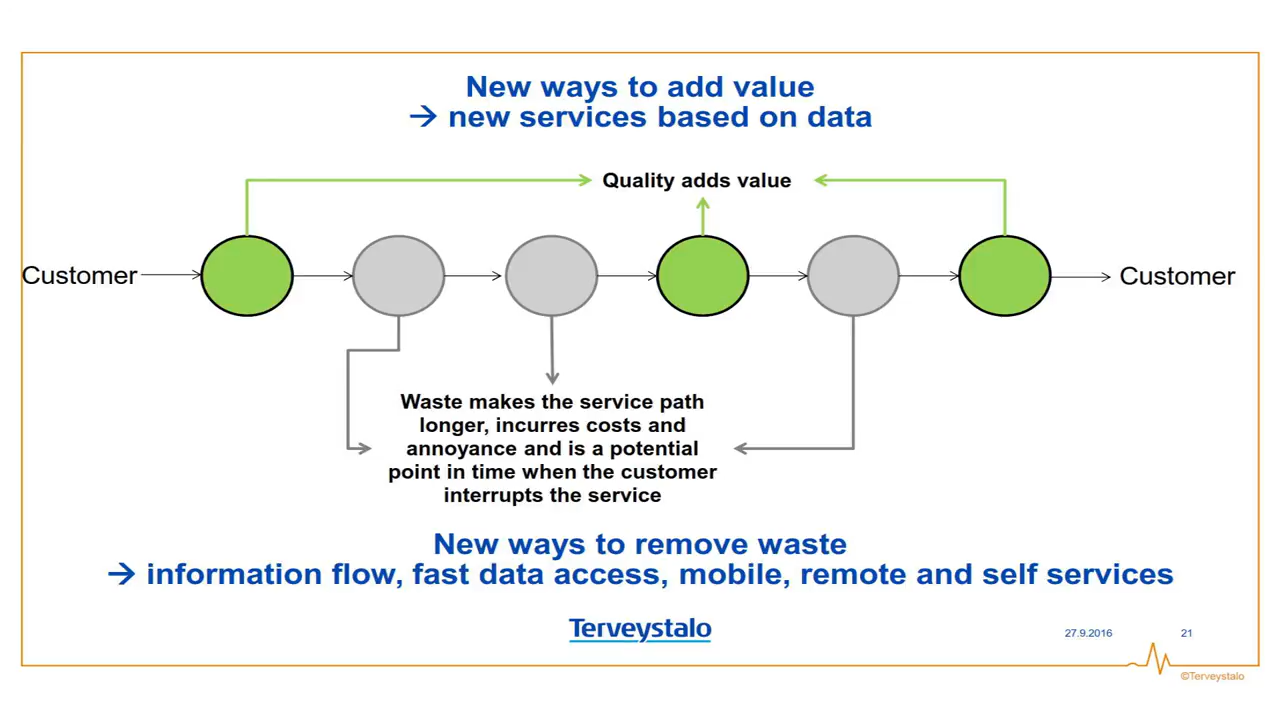 New ways to add value
→ new services based on data
Quality adds value
Customer
Customer
Waste makes the service path
longer, incurres costs and
annoyance and is a potential
point in time when the customer
interrupts the service
New ways to remove waste
→ information flow, fast data access, mobile, remote and self services
Terveystalo
27.9.2016
21
©Terveystalo